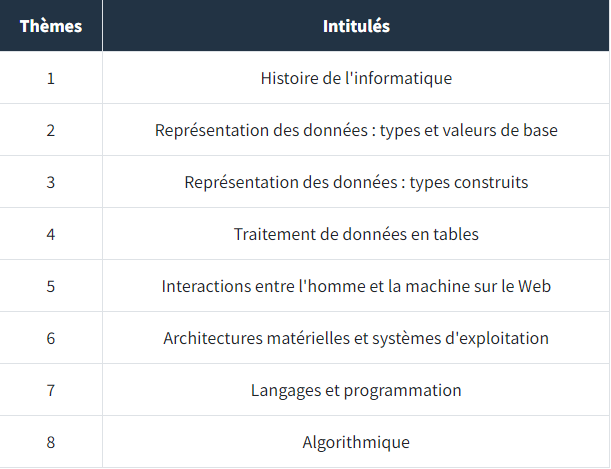 Thèmes Intitulés
1 Histoire de l'informatique
2 Représentation des données : types et valeurs de base
3 Représentation des données : types construits
4 Traitement de données en tables
5 Interactions entre l'homme et la machine sur le Web
6 Architectures matérielles et systèmes d'exploitation
7 Langages et programmation
8 Algorithmique